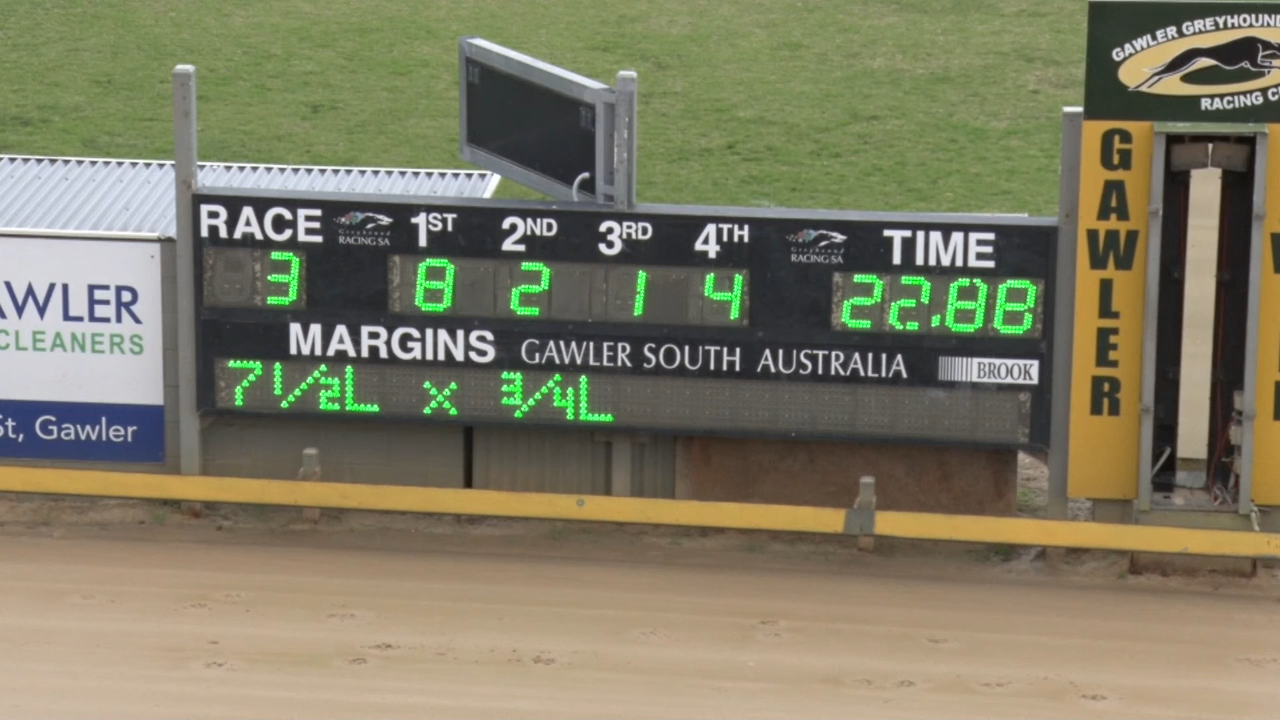 GAWLER GREYHOUND
RACING
RACE 1ST 2ND 3RD 4TH TIME
Greyhound RACING SA
Greyhound RACING SA
3 8 2 1 4 22.88
MARGINS GAWLER SOUTH AUSTRALIA BROOK
7 1/2L x 3/4L
AWLER
CLEANERS
St, Gawler
GAWLER